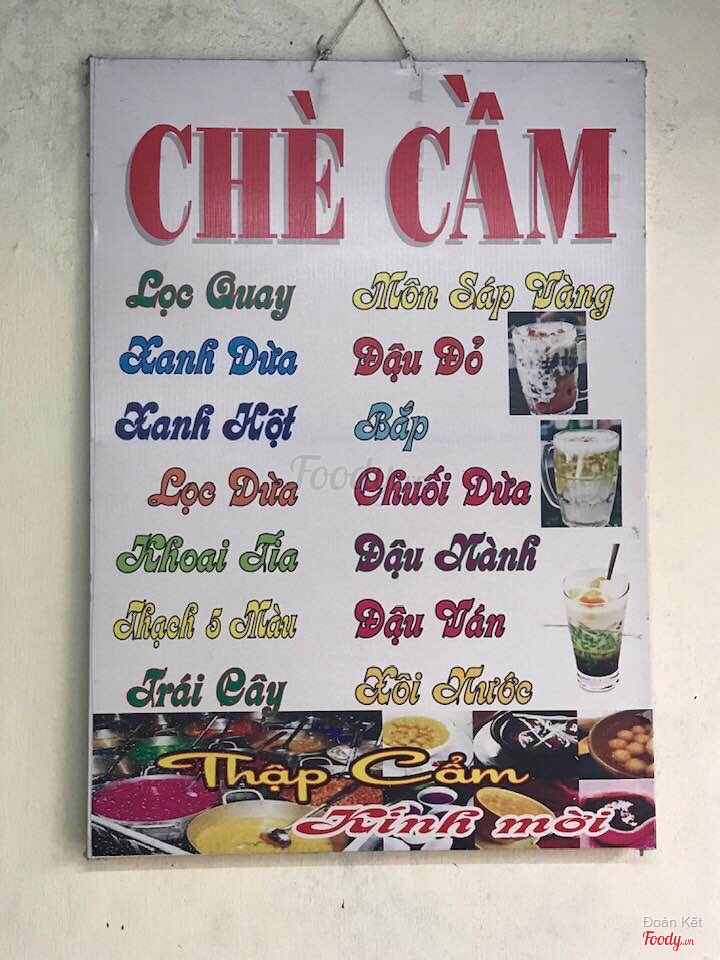 CHÈ CẦM
Lọc Quay
Xanh Dừa
Xanh Hột
Lọc Dừa
Khoai Tía
Thạch 5 Màu
Trái Cây
Môn Sáp Vàng
Đậu Đỏ
Bắp
Chuối Dừa
Đậu Nành
Đậu Ván
Xôi Nước
Thập Cẩm
Kính mời
Foody.vn
Đoàn Kết
Foody.vn